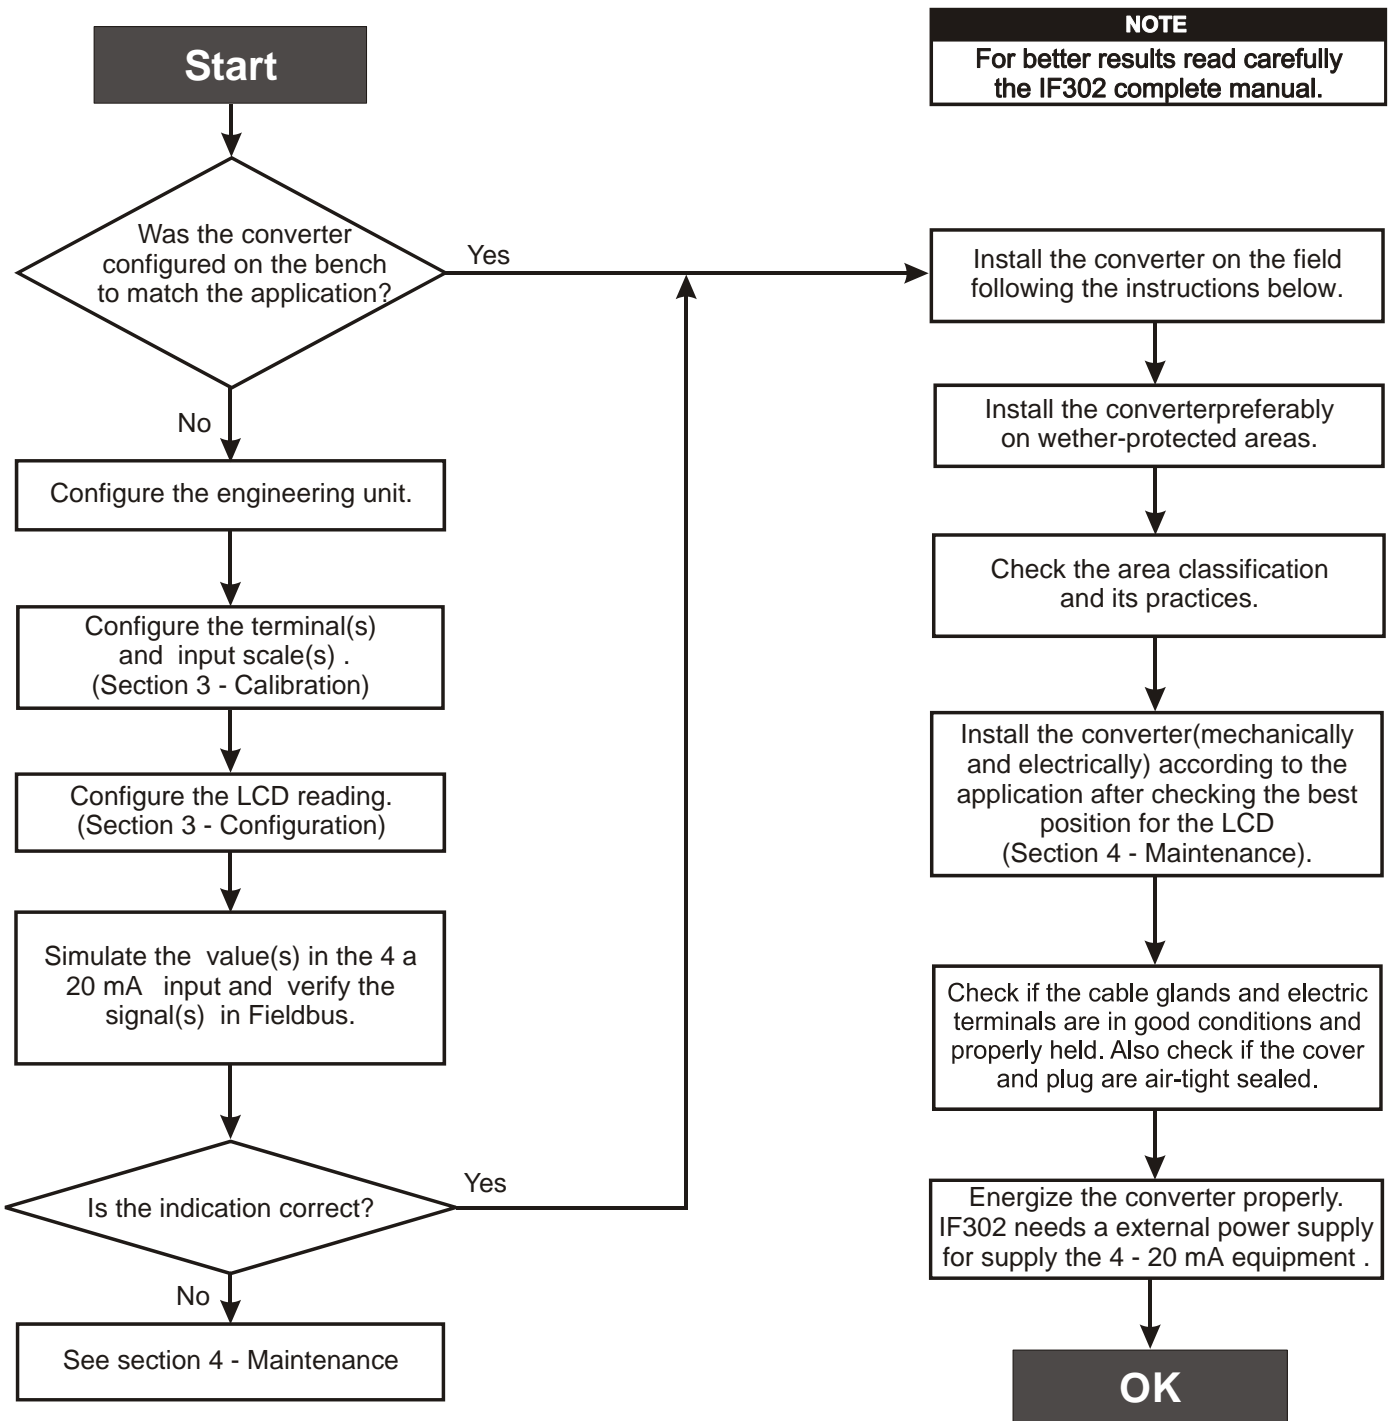 Start
NOTE
For better results read carefully
the IF302 complete manual.
Was the converter
configured on the bench
to match the application?
Yes
No
Configure the engineering unit.
Configure the terminal(s)
and input scale(s) .
(Section 3 - Calibration)
Configure the LCD reading.
(Section 3 - Configuration)
Simulate the value(s) in the 4 a
20 mA input and verify the
signal(s) in Fieldbus.
Is the indication correct?
Yes
No
See section 4 - Maintenance
Install the converter on the field
following the instructions below.
Install the converterpreferably
on wether-protected areas.
Check the area classification
and its practices.
Install the converter(mechanically
and electrically) according to the
application after checking the best
position for the LCD
(Section 4 - Maintenance).
Check if the cable glands and electric
terminals are in good conditions and
properly held. Also check if the cover
and plug are air-tight sealed.
Energize the converter properly.
IF302 needs a external power supply
for supply the 4 - 20 mA equipment .
OK